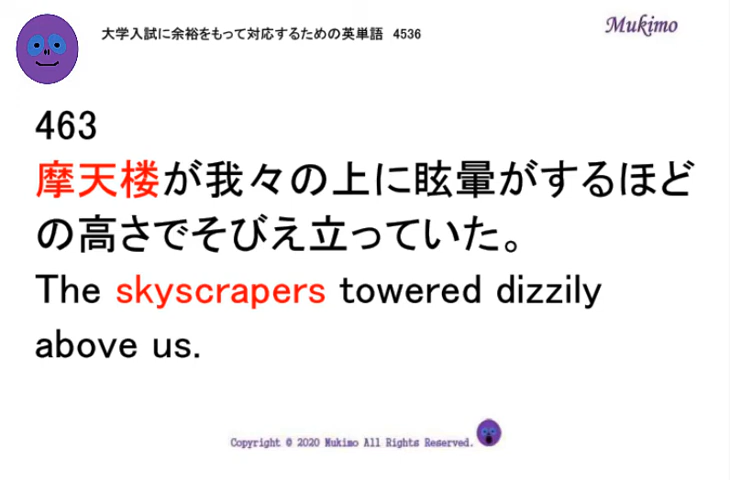 大学入試に余裕をもって対応するための英単語 4536
Mukimo
463
摩天楼が我々の上に眩暈がするほど
の高さでそびえ立っていた。
The skyscrapers towered dizzily
above us.
Copyright © 2020 Mukimo All Rights Reserved.